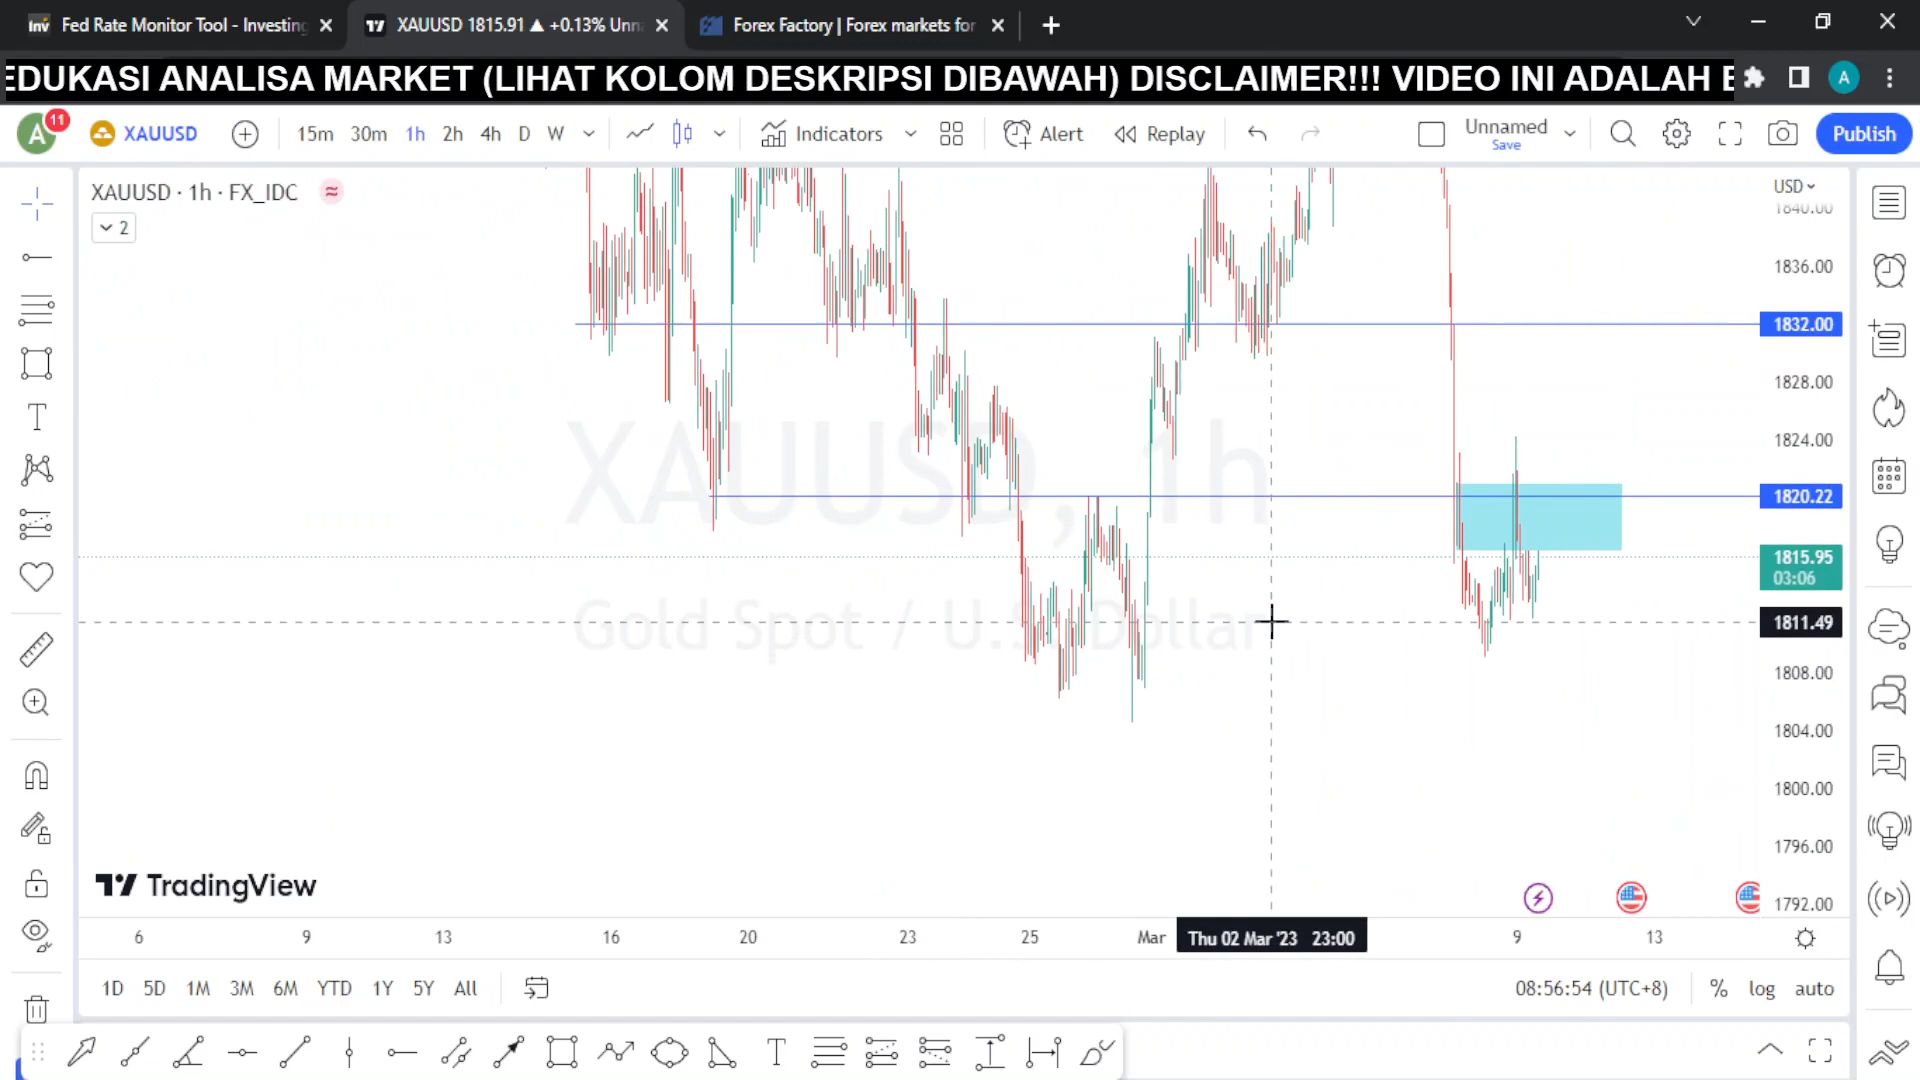 Fed Rate Monitor Tool - Investing
XAUUSD 1815.91 ▲ +0.13% Unn
Forex Factory | Forex markets for
EDUKASI ANALISA MARKET (LIHAT KOLOM DESKRIPSI DIBAWAH) DISCLAIMER!!! VIDEO INI ADALAH E
A
A 11 XAUUSD 15m 30m 1h 2h 4h D W Indicators Alert Replay Unnamed Save Publish
XAUUSD · 1h · FX_IDC
2
USD
1840.00
1836.00
1832.00
1828.00
1824.00
1820.22
1815.95
03:06
1811.49
1808.00
1804.00
1800.00
1796.00
1792.00
XAUUSD, 1h
Gold Spot / U.S. Dollar
TradingView
6 9 13 16 20 23 25 Mar Thu 02 Mar '23 23:00 9 13
1D 5D 1M 3M 6M YTD 1Y 5Y All 08:56:54 (UTC+8) % log auto